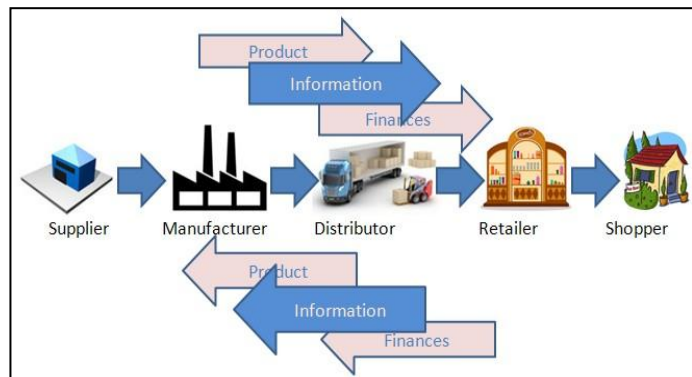 Product
Information
Finances
Supplier Manufacturer Distributor Retailer Shopper
Product
Information
Finances